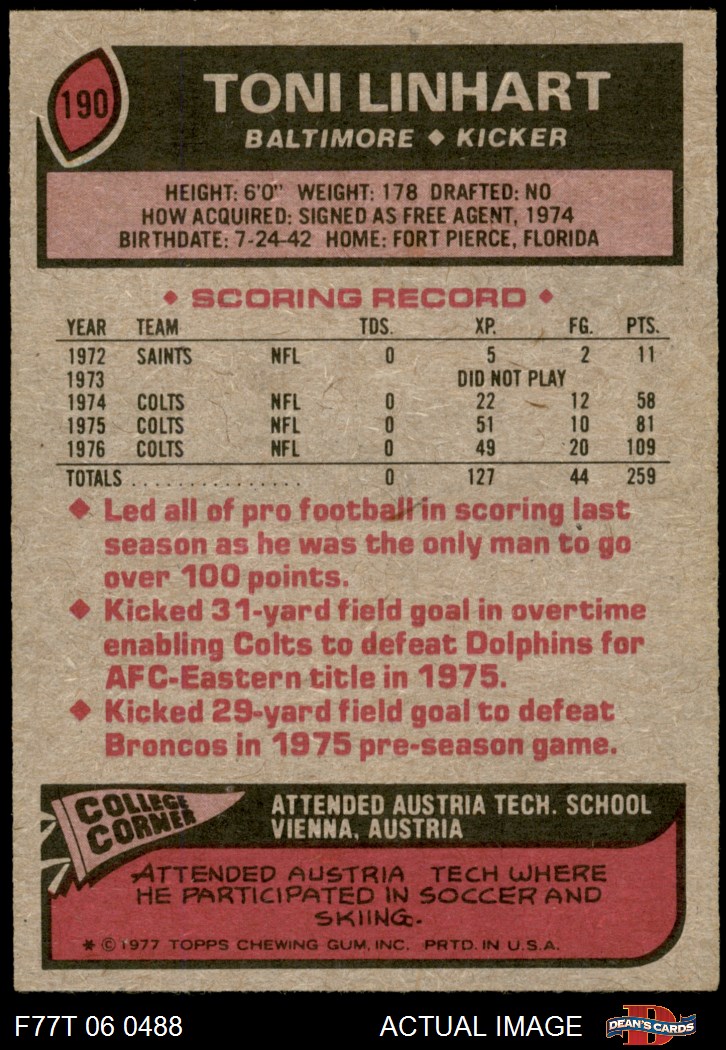 190
TONI LINHART
BALTIMORE ◆ KICKER
HEIGHT: 6'0" WEIGHT: 178 DRAFTED: NO
HOW ACQUIRED: SIGNED AS FREE AGENT, 1974
BIRTHDATE: 7-24-42 HOME: FORT PIERCE, FLORIDA
◆ SCORING RECORD ◆
YEAR TEAM TDS. XP. FG. PTS.
1972 SAINTS NFL 0 5 2 11
1973 DID NOT PLAY
1974 COLTS NFL 0 22 12 58
1975 COLTS NFL 0 51 10 81
1976 COLTS NFL 0 49 20 109
TOTALS . . . . . . . . . . . . . . . . 0 127 44 259
◆ Led all of pro football in scoring last
season as he was the only man to go
over 100 points.
◆ Kicked 31-yard field goal in overtime
enabling Colts to defeat Dolphins for
AFC-Eastern title in 1975.
◆ Kicked 29-yard field goal to defeat
Broncos in 1975 pre-season game.
COLLEGE
CORNER
ATTENDED AUSTRIA TECH. SCHOOL
VIENNA, AUSTRIA
ATTENDED AUSTRIA TECH WHERE
HE PARTICIPATED IN SOCCER AND
SKIING.
* © 1977 TOPPS CHEWING GUM, INC. PRTD. IN U.S.A.
F77T 06 0488 ACTUAL IMAGE
D
DEAN'S CARDS